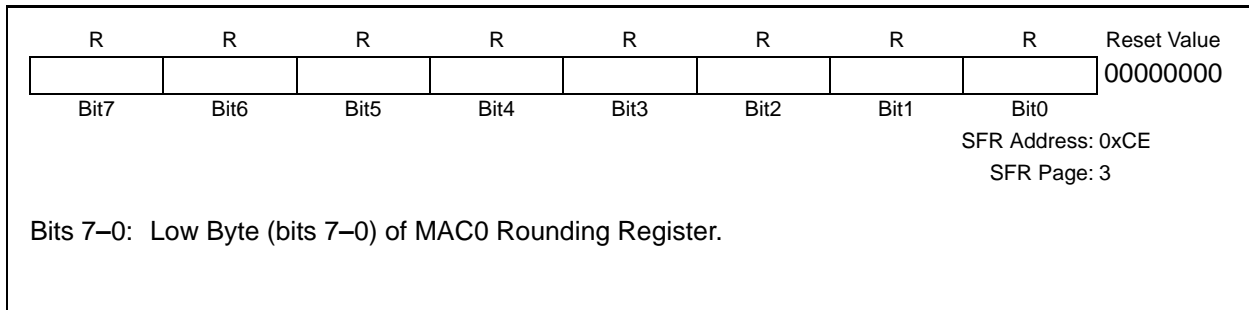 R R R R R R R R Reset Value
00000000
Bit7 Bit6 Bit5 Bit4 Bit3 Bit2 Bit1 Bit0
SFR Address: 0xCE
SFR Page: 3
Bits 7–0: Low Byte (bits 7–0) of MAC0 Rounding Register.